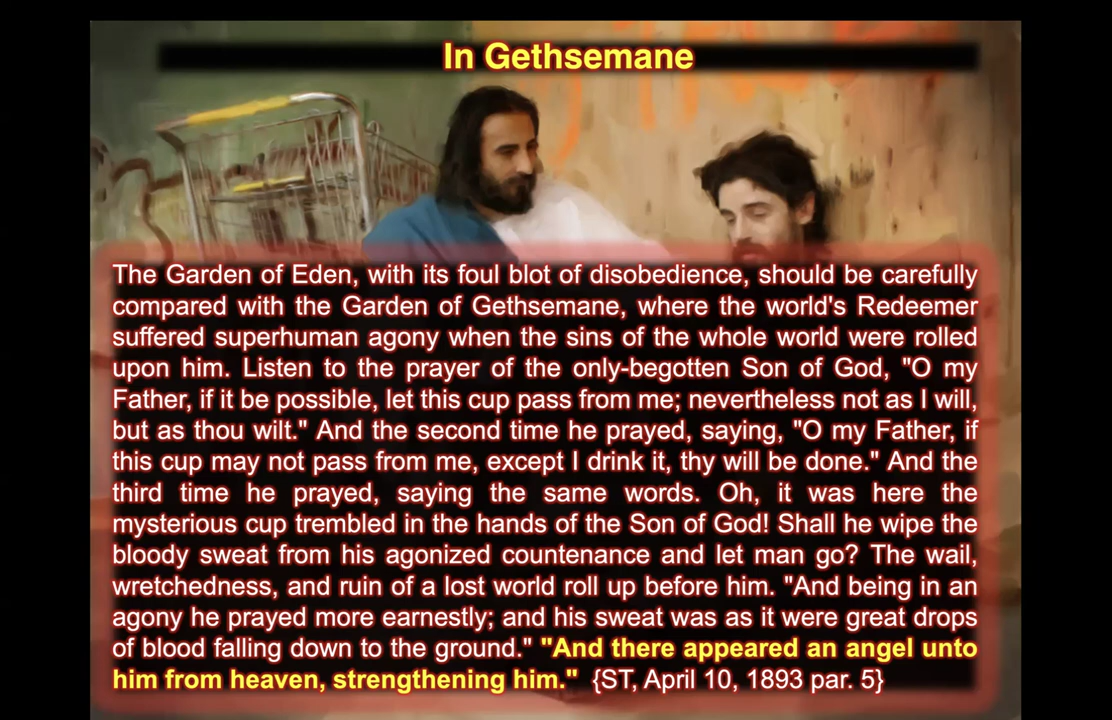 In Gethsemane
The Garden of Eden, with its foul blot of disobedience, should be carefully
compared with the Garden of Gethsemane, where the world's Redeemer
suffered superhuman agony when the sins of the whole world were rolled
upon him. Listen to the prayer of the only-begotten Son of God, "O my
Father, if it be possible, let this cup pass from me; nevertheless not as I will,
but as thou wilt." And the second time he prayed, saying, "O my Father, if
this cup may not pass from me, except I drink it, thy will be done." And the
third time he prayed, saying the same words. Oh, it was here the
mysterious cup trembled in the hands of the Son of God! Shall he wipe the
bloody sweat from his agonized countenance and let man go? The wail,
wretchedness, and ruin of a lost world roll up before him. "And being in an
agony he prayed more earnestly; and his sweat was as it were great drops
of blood falling down to the ground." "And there appeared an angel unto
him from heaven, strengthening him." {ST, April 10, 1893 par. 5}